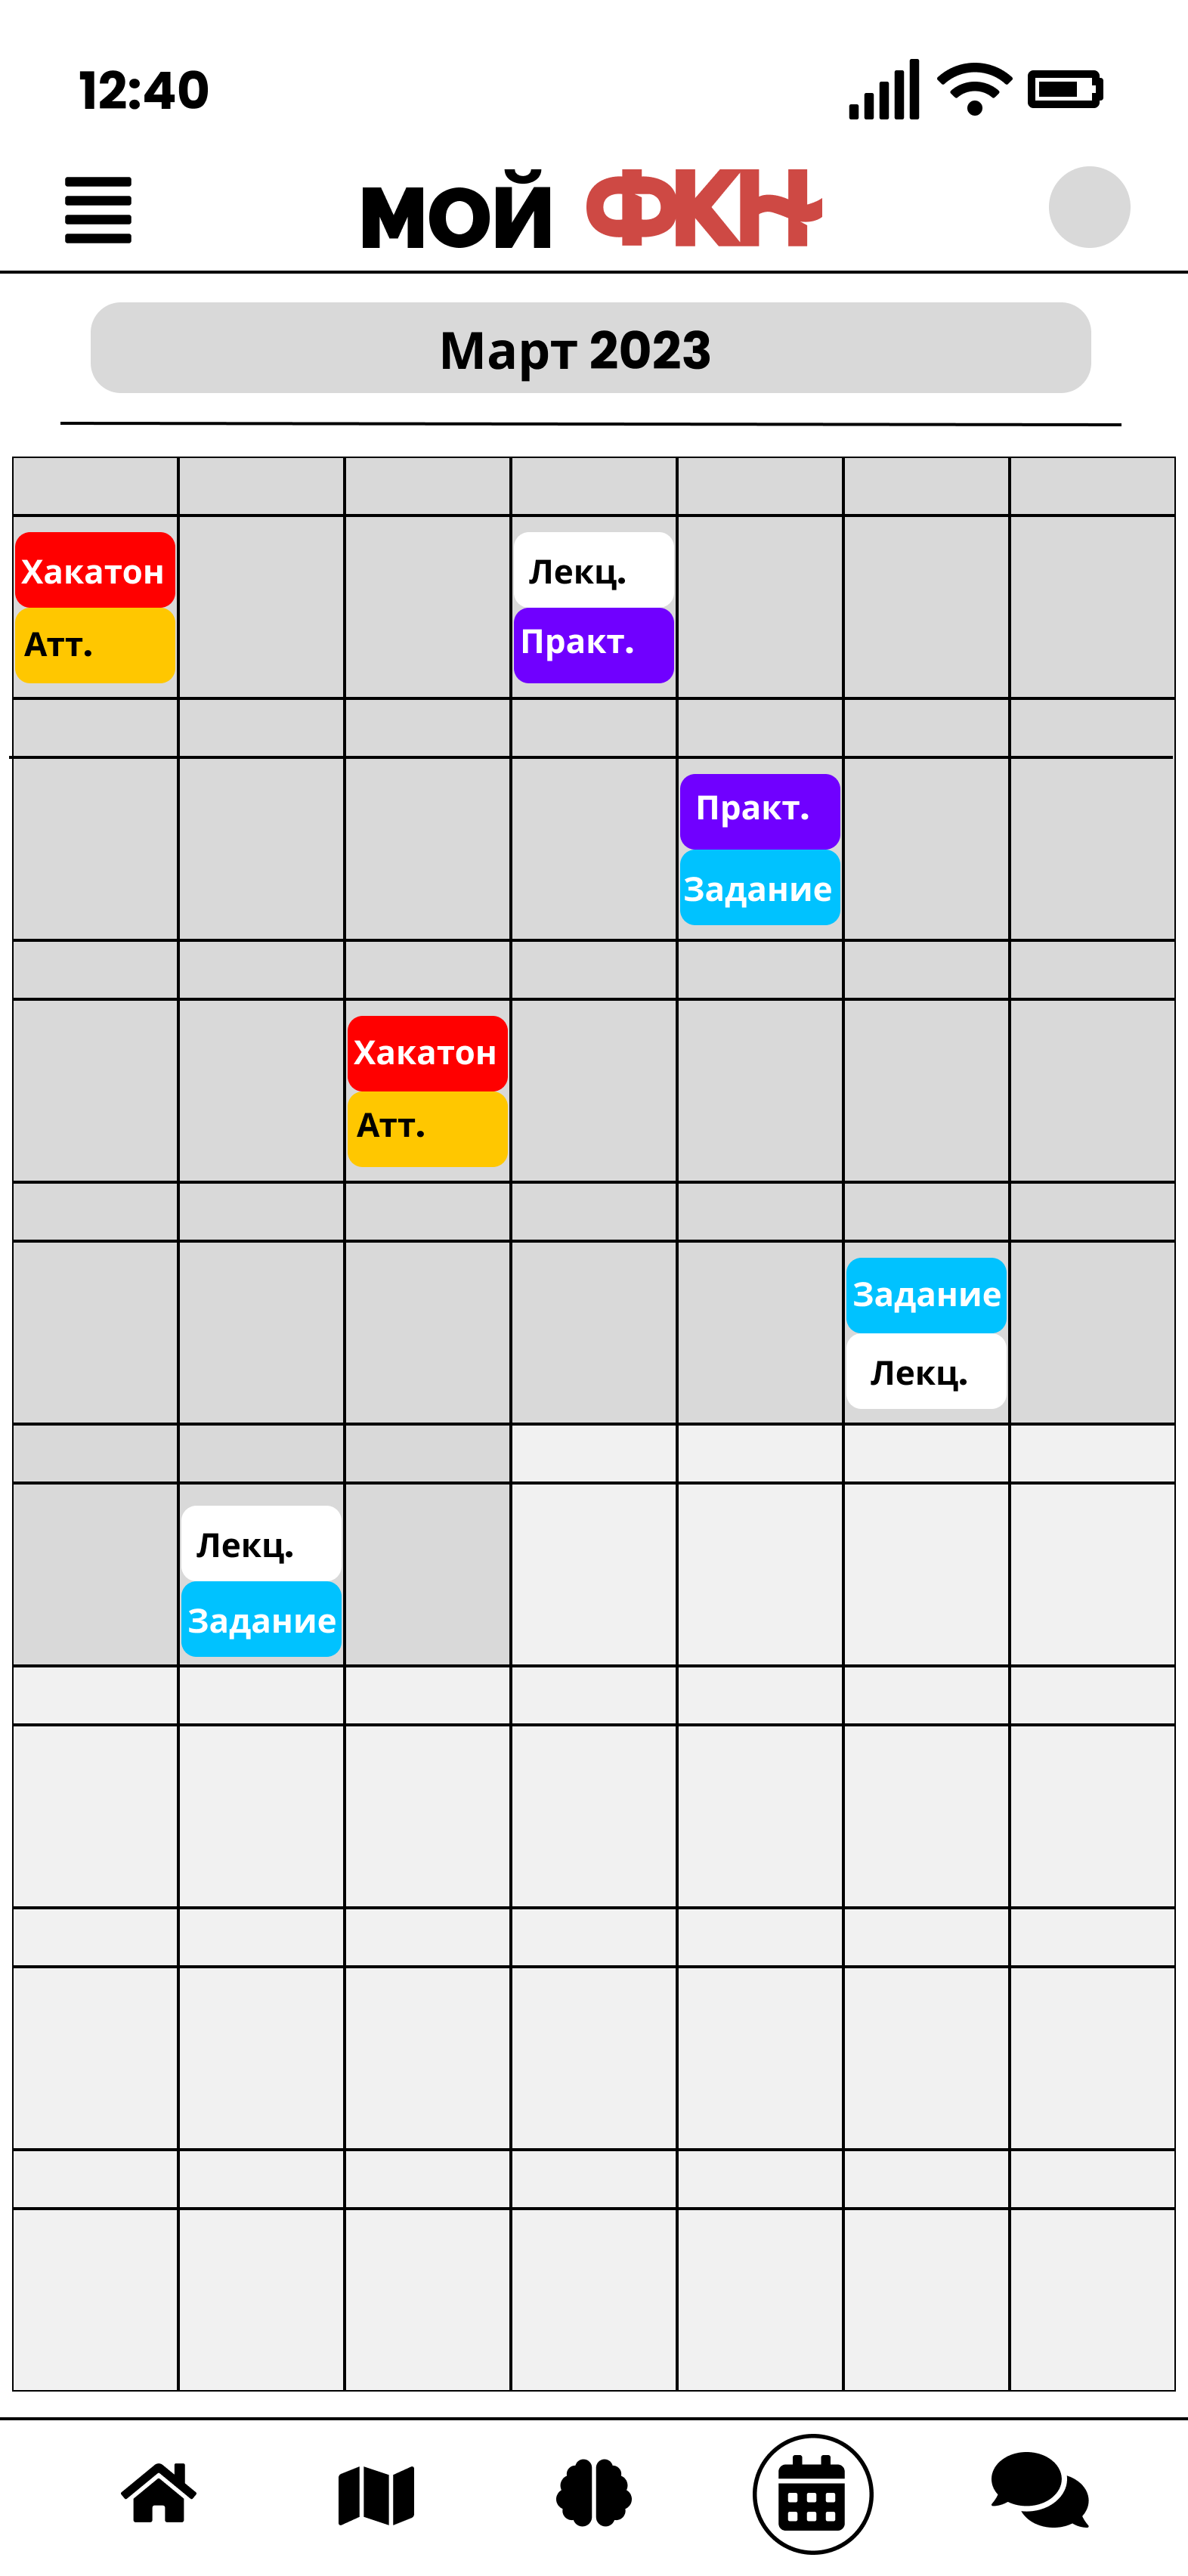 12:40
мой ФКН
Март 2023
Хакатон
Атт.
Лекц.
Практ.
Практ.
Задание
Хакатон
Атт.
Задание
Лекц.
Лекц.
Задание